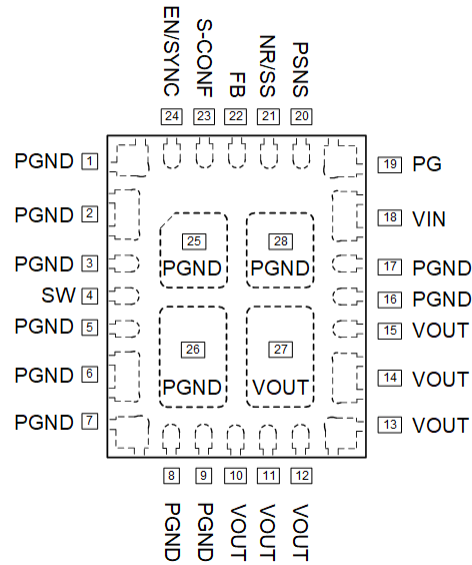 EN/SYNC
S-CONF
FB
NR/SS
PSNS
24
23
22
21
20
PGND 1
19 PG
PGND 2
18 VIN
25
PGND
28
PGND
PGND 3
17 PGND
SW 4
16 PGND
PGND 5
15 VOUT
26
PGND
27
VOUT
PGND 6
14 VOUT
PGND 7
13 VOUT
8
9
10
11
12
PGND
PGND
VOUT
VOUT
VOUT